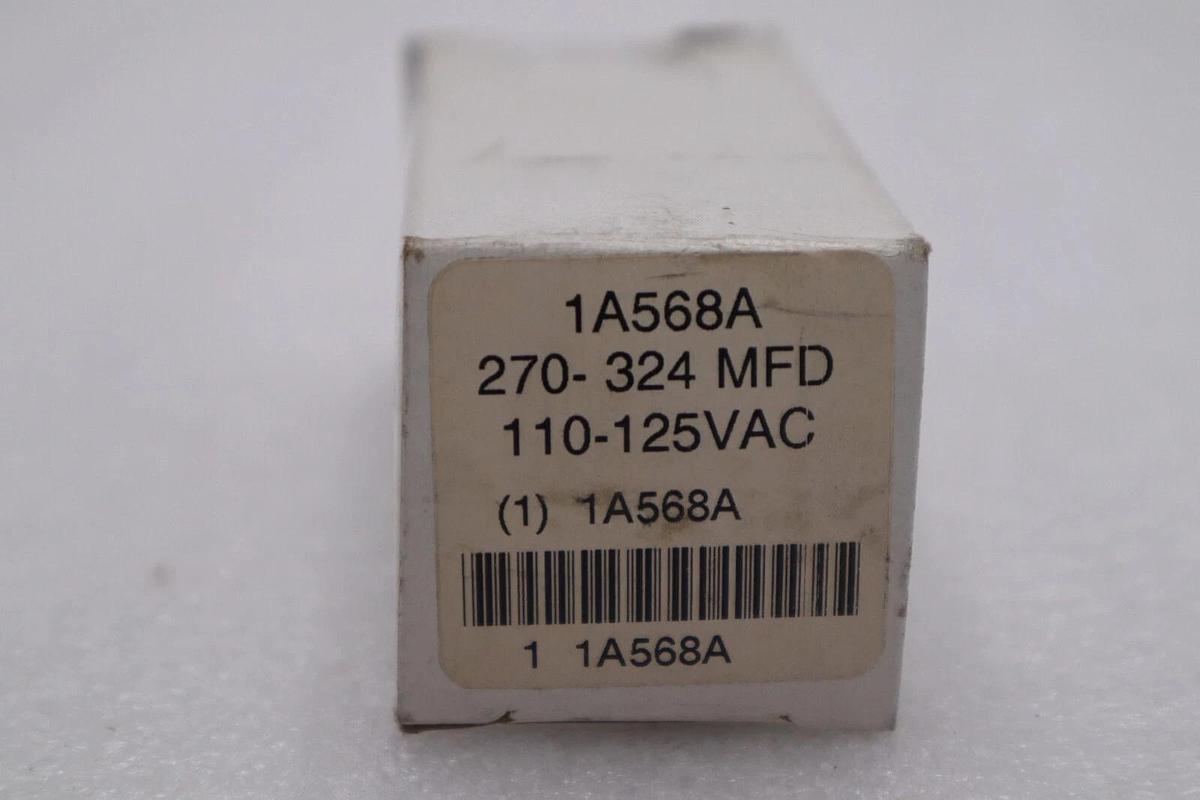 1A568A
270- 324 MFD
110-125VAC
(1) 1A568A
1 1A568A